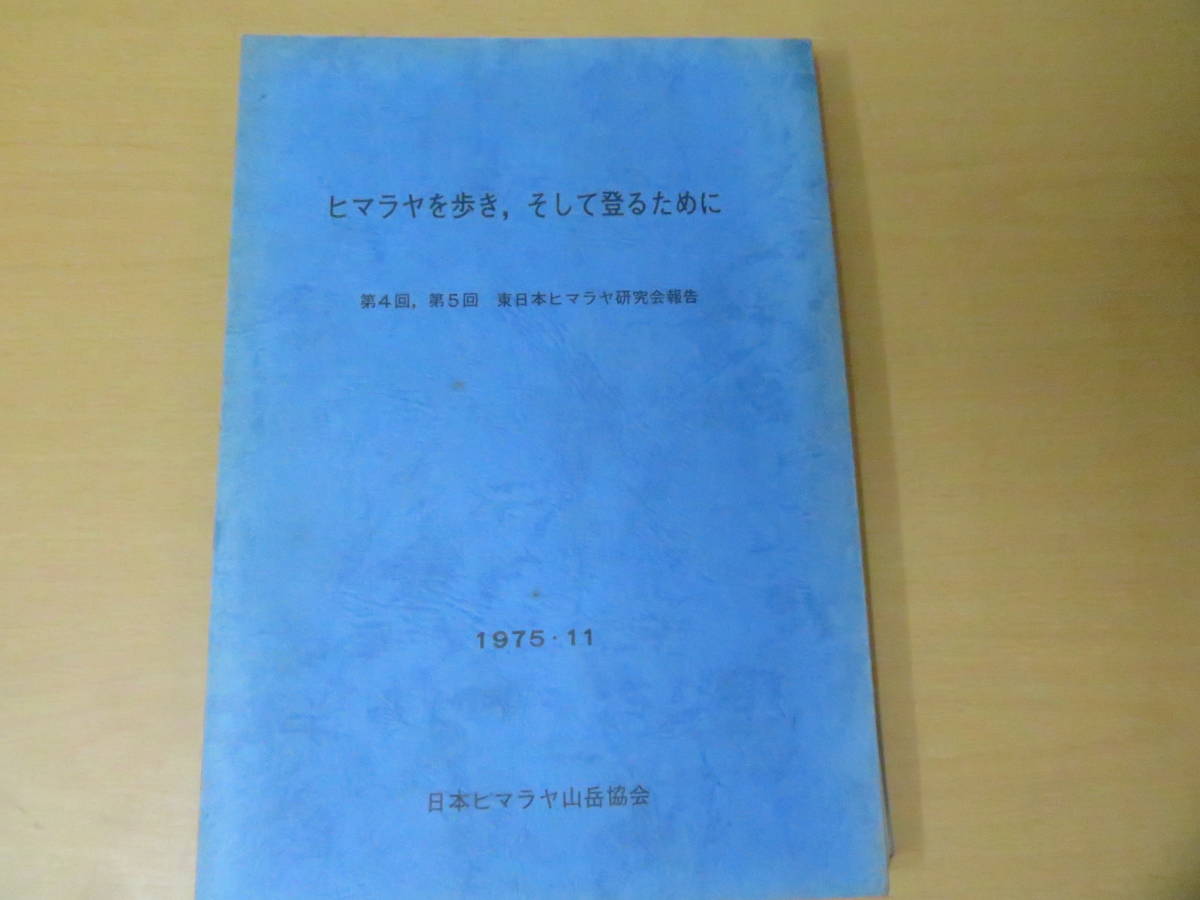 ヒマラヤを歩き，そして登るために
第4回，第5回　東日本ヒマラヤ研究会報告
1975・11
日本ヒマラヤ山岳協会